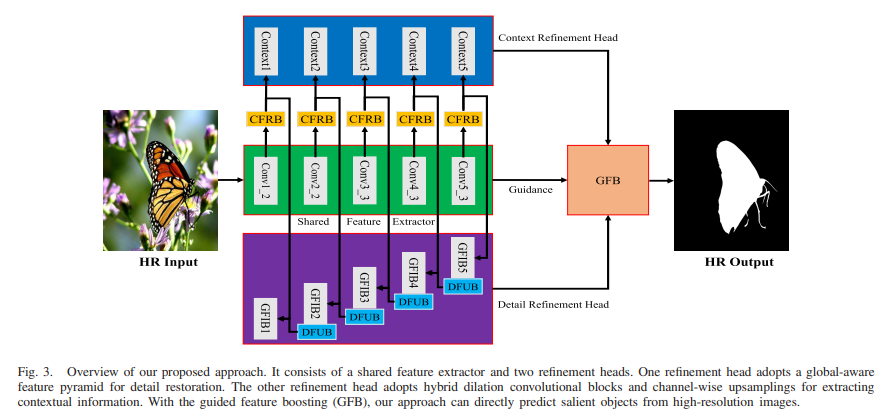 Context1
Context2
Context3
Context4
Context5
Context Refinement Head
CFRB
CFRB
CFRB
CFRB
CFRB
Conv1_2
Conv2_2
Conv3_3
Conv4_3
Conv5_3
GFB
Guidance
Shared Feature Extractor
HR Input
HR Output
GFIB1
GFIB2
GFIB3
GFIB4
GFIB5
DFUB
DFUB
DFUB
DFUB
Detail Refinement Head
Fig. 3. Overview of our proposed approach. It consists of a shared feature extractor and two refinement heads. One refinement head adopts a global-aware
feature pyramid for detail restoration. The other refinement head adopts hybrid dilation convolutional blocks and channel-wise upsamplings for extracting
contextual information. With the guided feature boosting (GFB), our approach can directly predict salient objects from high-resolution images.